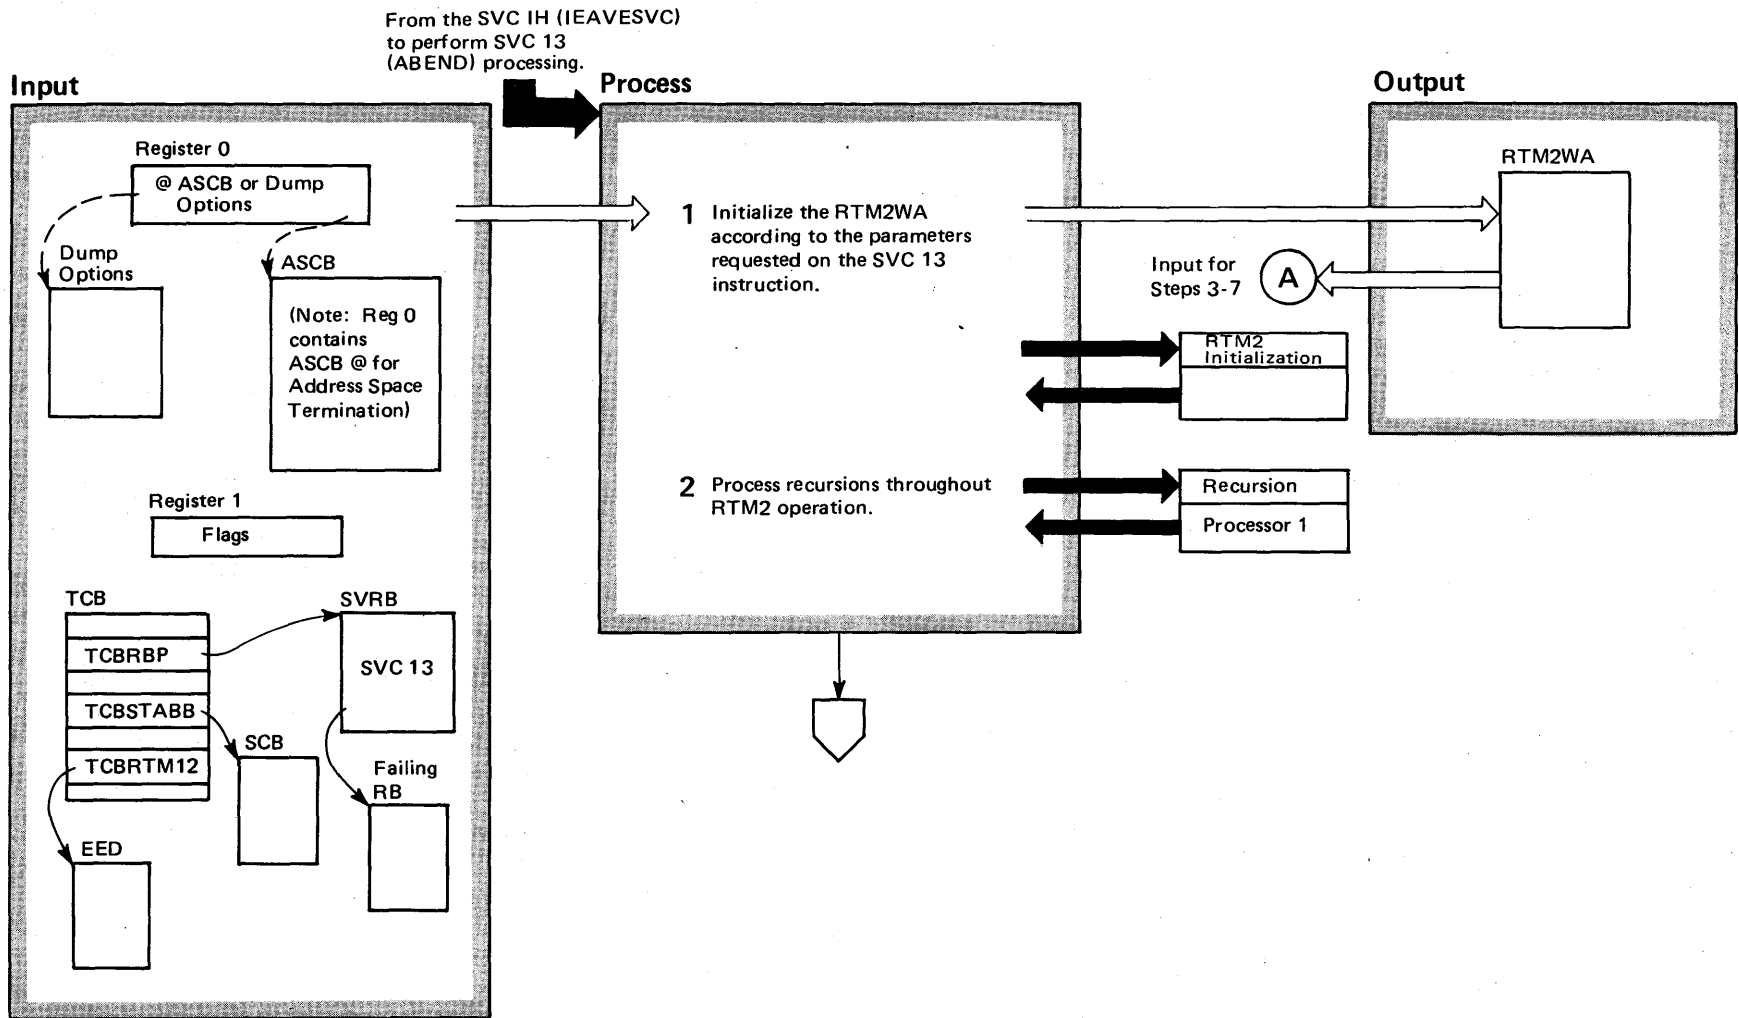 From the SVC IH (IEAVESVC)
to perform SVC 13
(ABEND) processing.
Input
Register 0
@ ASCB or Dump
Options
Dump
Options
ASCB
(Note: Reg 0
contains
ASCB @ for
Address Space
Termination)
Register 1
Flags
TCB
TCBRBP
TCBSTABB
TCBRTM12
SVRB
SVC 13
SCB
Failing
RB
EED
Process
1 Initialize the RTM2WA
according to the parameters
requested on the SVC 13
instruction.
2 Process recursions throughout
RTM2 operation.
Input for
Steps 3-7
A
RTM2
Initialization
Recursion
Processor 1
Output
RTM2WA